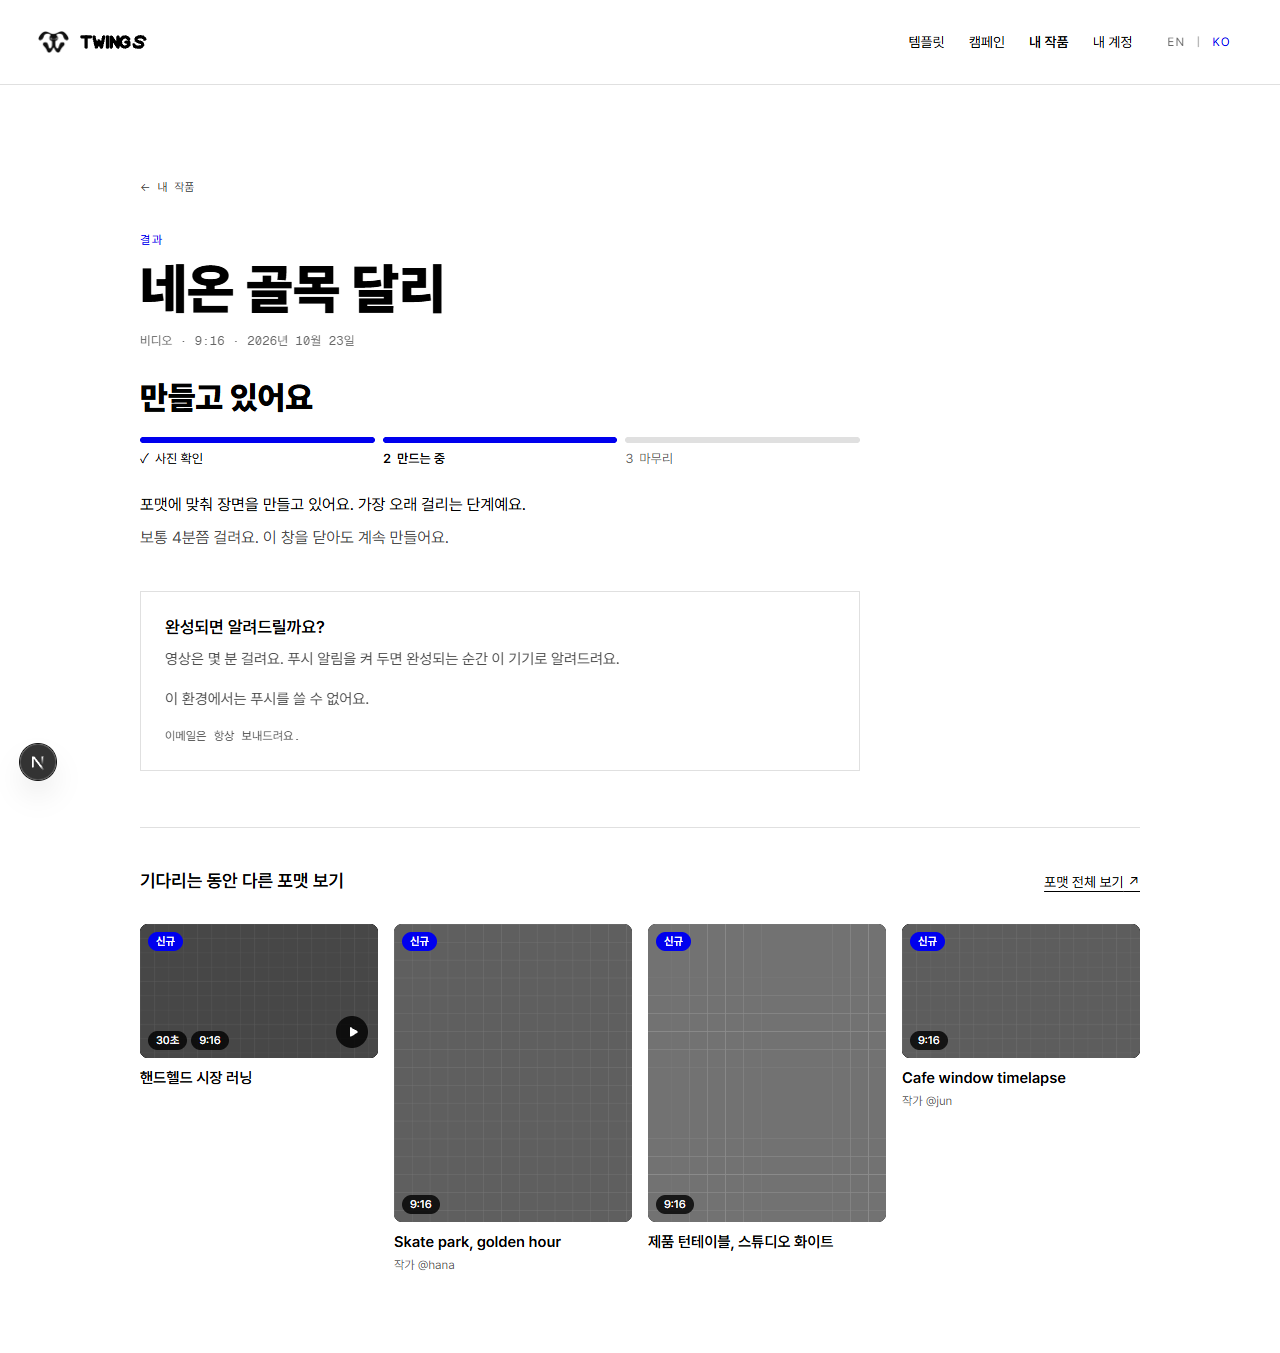 TWINGS
템플릿 캠페인 내 작품 내 계정 EN | KO
← 내 작품
결과
네온 골목 달리
비디오 · 9:16 · 2026년 10월 23일
만들고 있어요
✓ 사진 확인
2 만드는 중
3 마무리
포맷에 맞춰 장면을 만들고 있어요. 가장 오래 걸리는 단계예요.
보통 4분쯤 걸려요. 이 창을 닫아도 계속 만들어요.
완성되면 알려드릴까요?
영상은 몇 분 걸려요. 푸시 알림을 켜 두면 완성되는 순간 이 기기로 알려드려요.
이 환경에서는 푸시를 쓸 수 없어요.
이메일은 항상 보내드려요.
N
기다리는 동안 다른 포맷 보기
포맷 전체 보기 ↗
신규
30초 9:16
핸드헬드 시장 러닝
신규
9:16
Skate park, golden hour
작가 @hana
신규
9:16
제품 턴테이블, 스튜디오 화이트
신규
9:16
Cafe window timelapse
작가 @jun